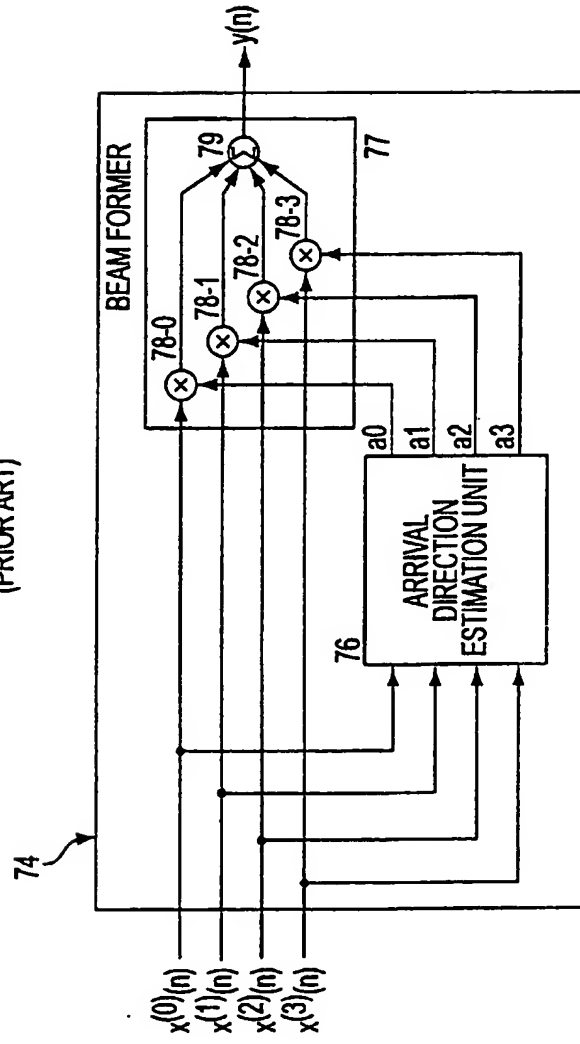 (PRIOR ART)
74
BEAM FORMER
78-0
78-1
78-2
78-3
79
77
y(n)
x(0)(n)
x(1)(n)
x(2)(n)
x(3)(n)
76
ARRIVAL
DIRECTION
ESTIMATION UNIT
a0
a1
a2
a3